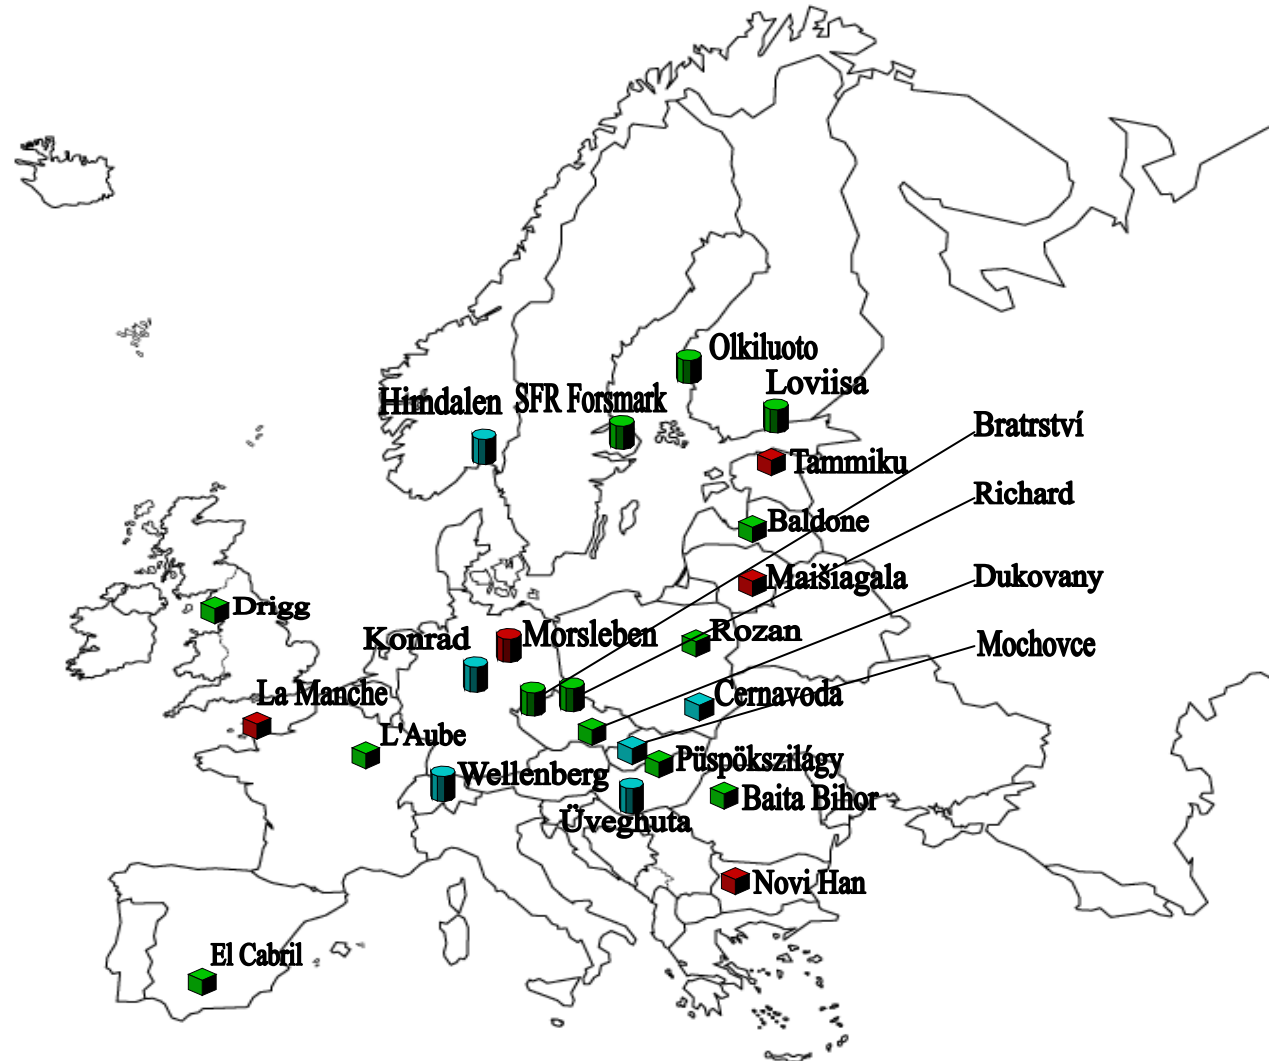 Olkiluoto
Loviisa
Himdalen
SFR Forsmark
Bratrství
Tammiku
Richard
Baldone
Maišiagala
Dukovany
Drigg
Konrad
Morsleben
Rozan
Mochovce
La Manche
Cernavoda
L'Aube
Wellenberg
Püspökszilágy
Baita Bihor
Üveghuta
Novi Han
El Cabril